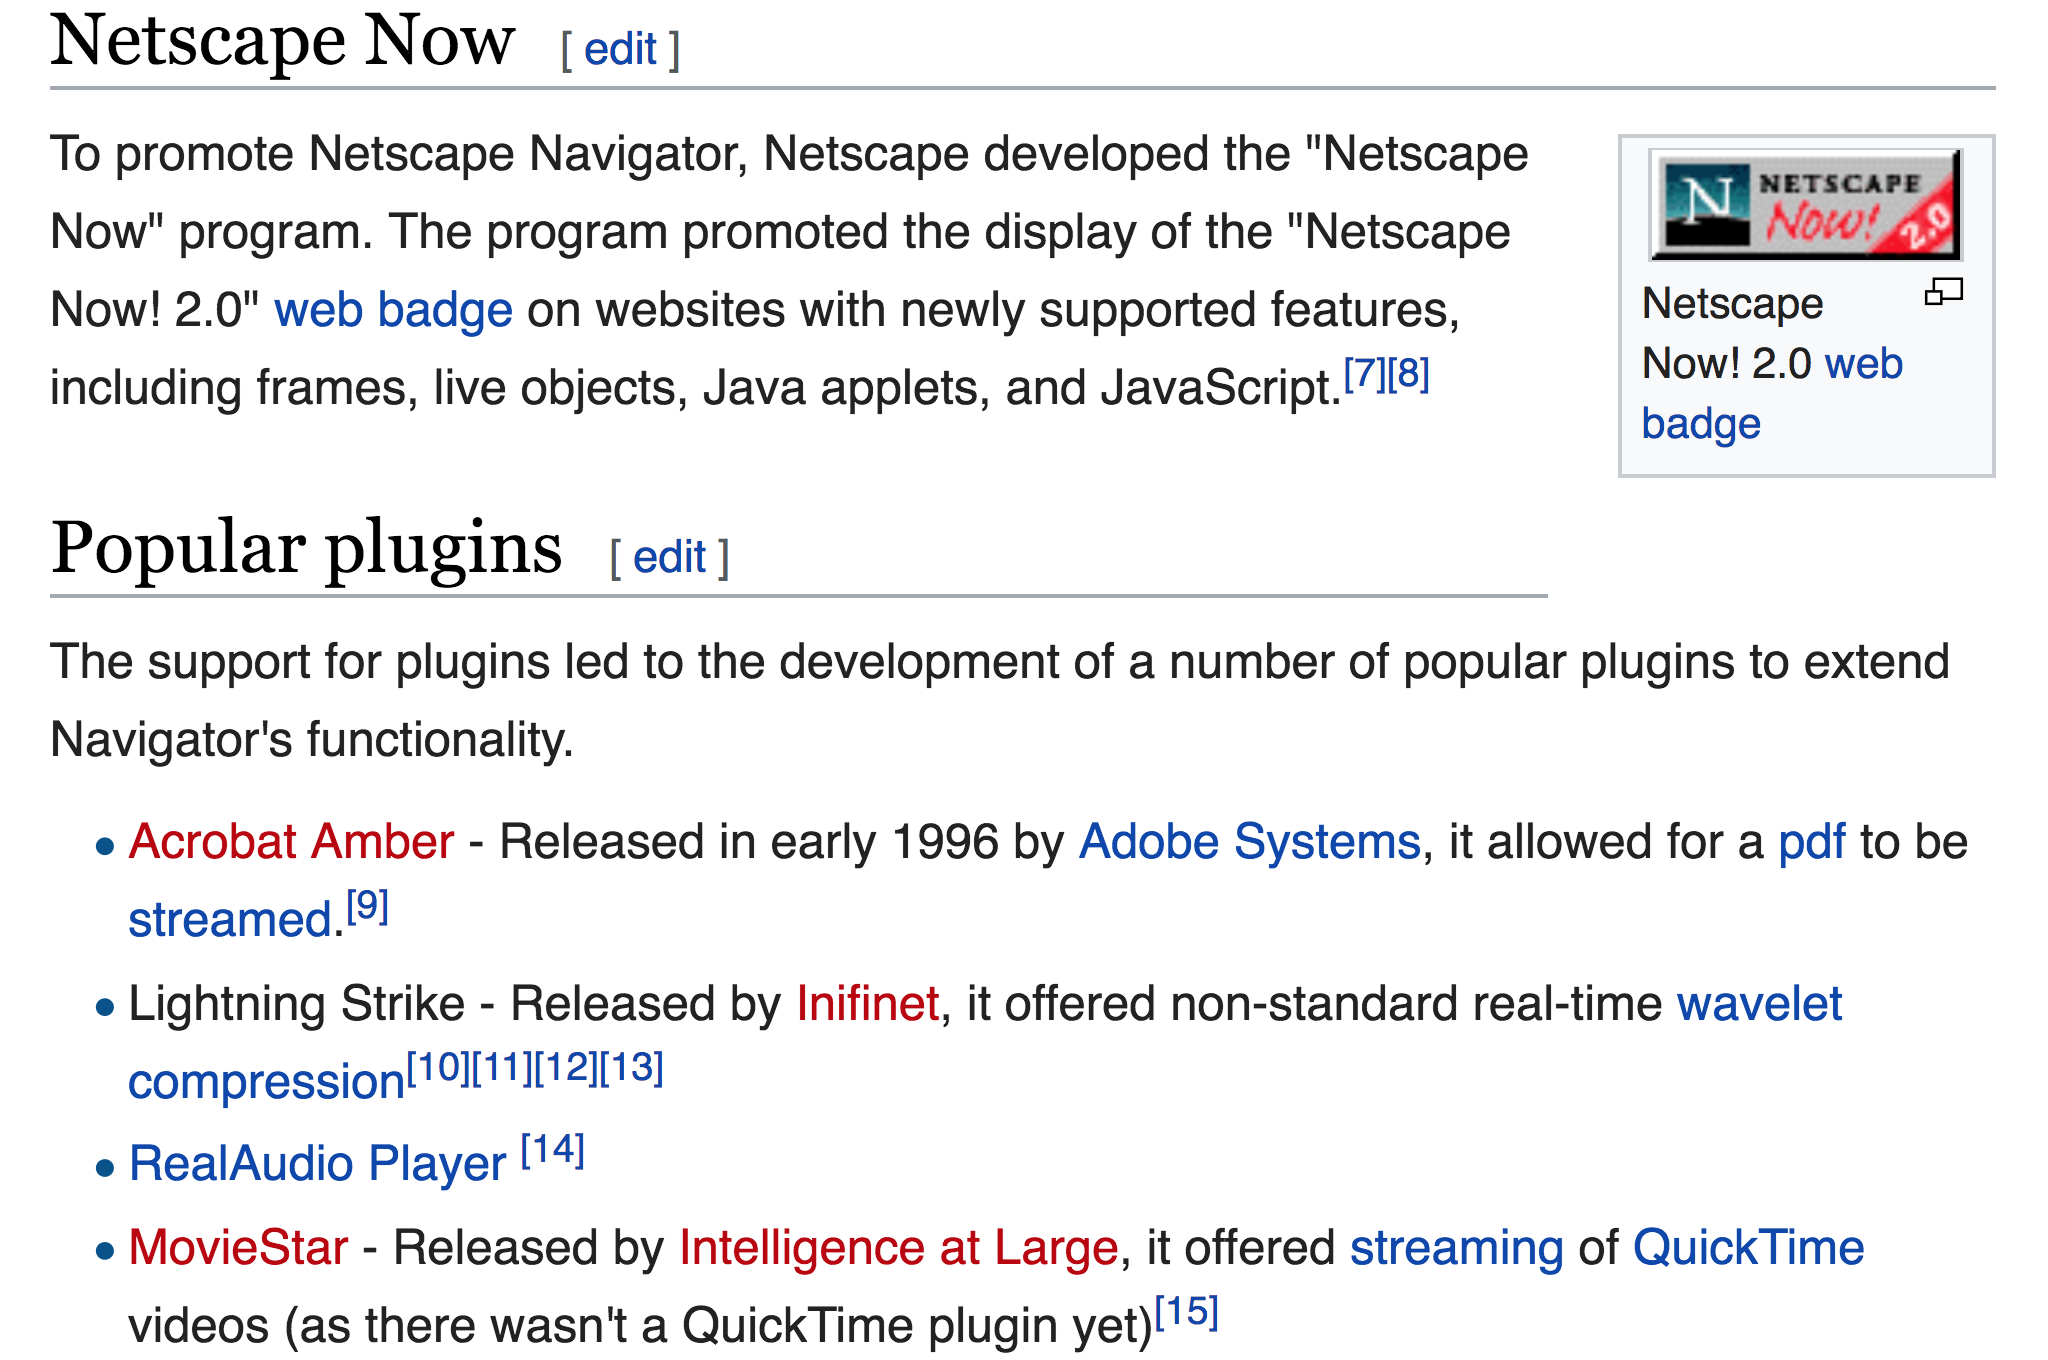 Netscape Now [ edit ]
To promote Netscape Navigator, Netscape developed the "Netscape
Now" program. The program promoted the display of the "Netscape
Now! 2.0" web badge on websites with newly supported features,
including frames, live objects, Java applets, and JavaScript.[7][8]
N NETSCAPE
Now! 2.0
Netscape
Now! 2.0 web
badge
Popular plugins [ edit ]
The support for plugins led to the development of a number of popular plugins to extend
Navigator's functionality.
• Acrobat Amber - Released in early 1996 by Adobe Systems, it allowed for a pdf to be
streamed.[9]
• Lightning Strike - Released by Inifinet, it offered non-standard real-time wavelet
compression[10][11][12][13]
• RealAudio Player [14]
• MovieStar - Released by Intelligence at Large, it offered streaming of QuickTime
videos (as there wasn't a QuickTime plugin yet)[15]